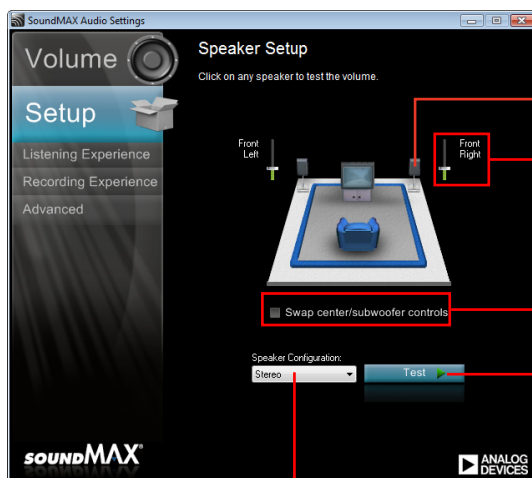 SoundMAX Audio Settings
Volume
Setup
Listening Experience
Recording Experience
Advanced
Speaker Setup
Click on any speaker to test the volume.
Front
Left
Front
Right
Swap center/subwoofer controls
Speaker Configuration:
Stereo
Test
SOUNDMAX®
ANALOG
DEVICES